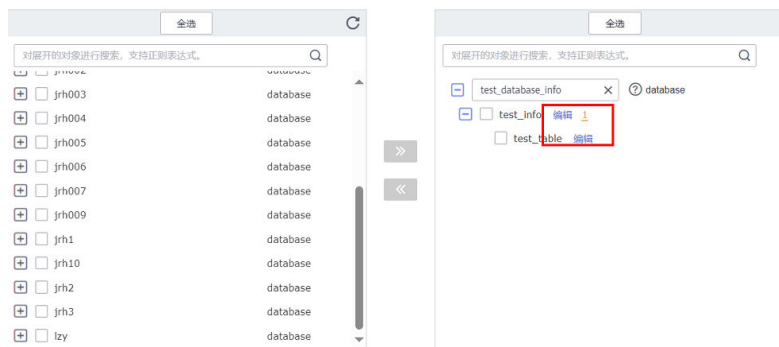 全选
对展开的对象进行搜索，支持正则表达式。
jrh002 database
jrh003 database
jrh004 database
jrh005 database
jrh006 database
jrh007 database
jrh009 database
jrh1 database
jrh10 database
jrh2 database
jrh3 database
lzy database
全选
对展开的对象进行搜索，支持正则表达式。
test_database_info database
test_info 编辑 1
test_table 编辑